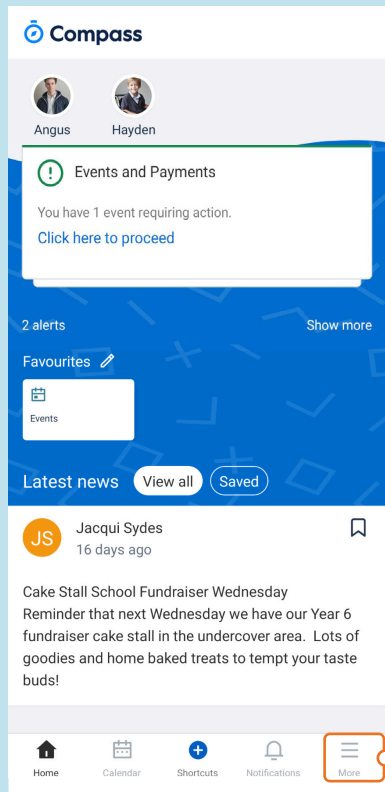 Compass
Angus Hayden
Events and Payments
You have 1 event requiring action.
Click here to proceed
2 alerts Show more
Favourites
Events
Latest news View all Saved
JS Jacqui Sydes
16 days ago
Cake Stall School Fundraiser Wednesday
Reminder that next Wednesday we have our Year 6
fundraiser cake stall in the undercover area. Lots of
goodies and home baked treats to tempt your taste
buds!
Home Calendar Shortcuts Notifications More